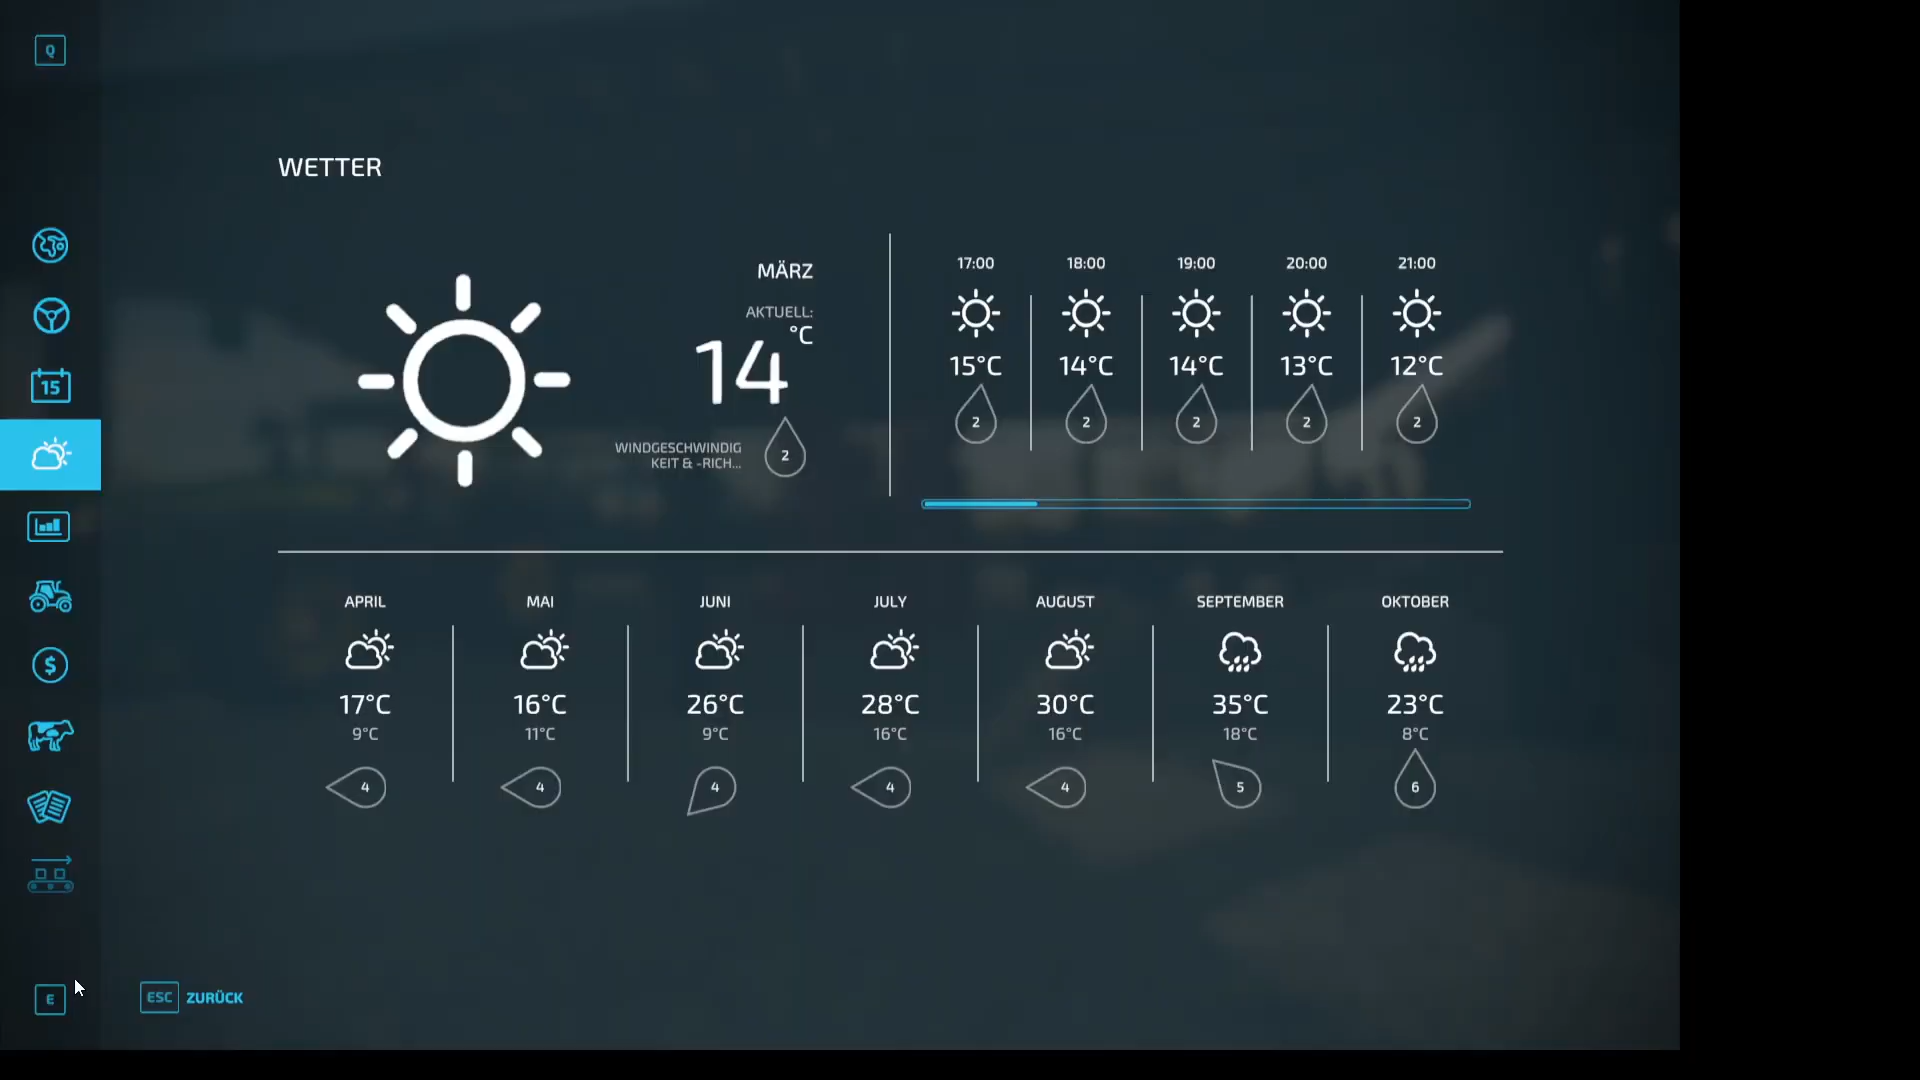 Q
WETTER
MÄRZ
AKTUELL:
14 °C
WINDGESCHWINDIG
KEIT & -RICH...
2
17:00 18:00 19:00 20:00 21:00
15°C 14°C 14°C 13°C 12°C
2 2 2 2 2
15
$
APRIL MAI JUNI JULY AUGUST SEPTEMBER OKTOBER
17°C 16°C 26°C 28°C 30°C 35°C 23°C
9°C 11°C 9°C 16°C 16°C 18°C 8°C
4 4 4 4 4 5 6
E
ESC ZURÜCK